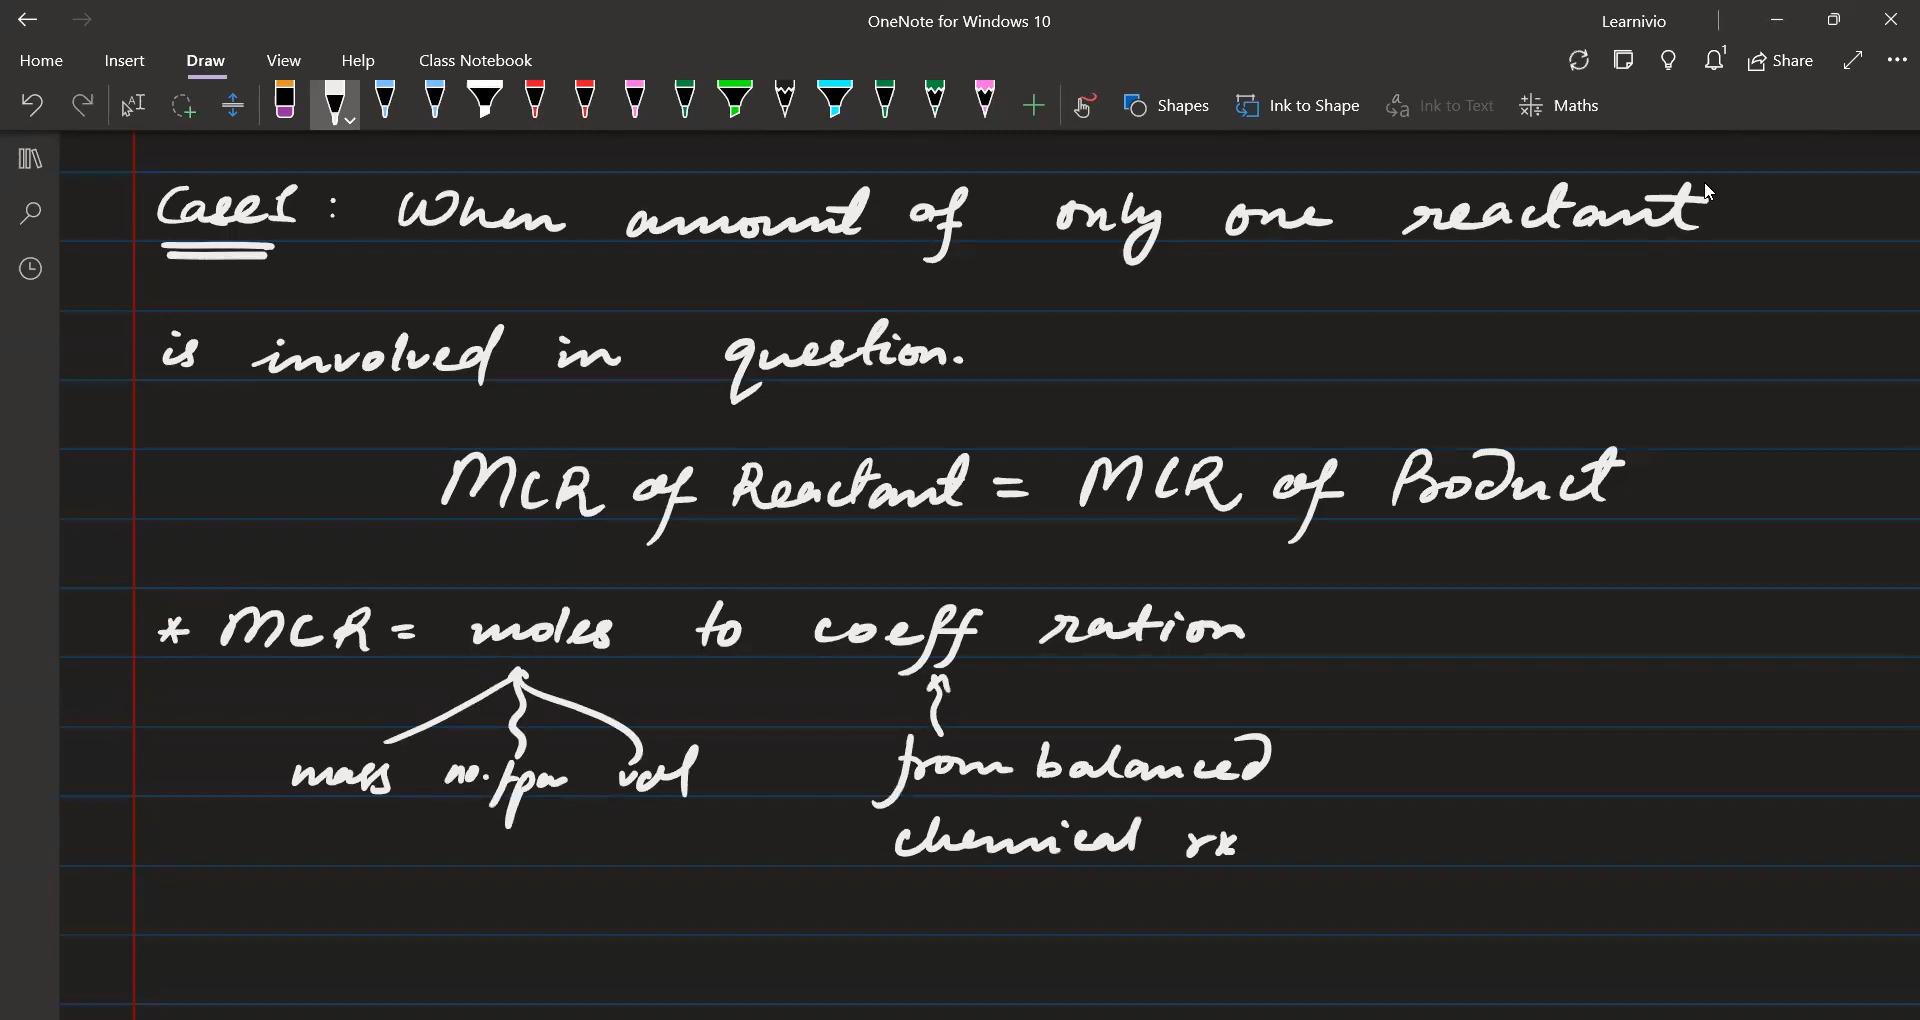 OneNote for Windows 10
Learnivio
Home Insert Draw View Help Class Notebook
1
Share
Shapes Ink to Shape Ink to Text Maths
Case I : When amount of only one reactant
is involved in question.
MCR of Reactant = MCR of Product
* MCR = moles to coeff ration
mass no. vol
from balanced
chemical rx